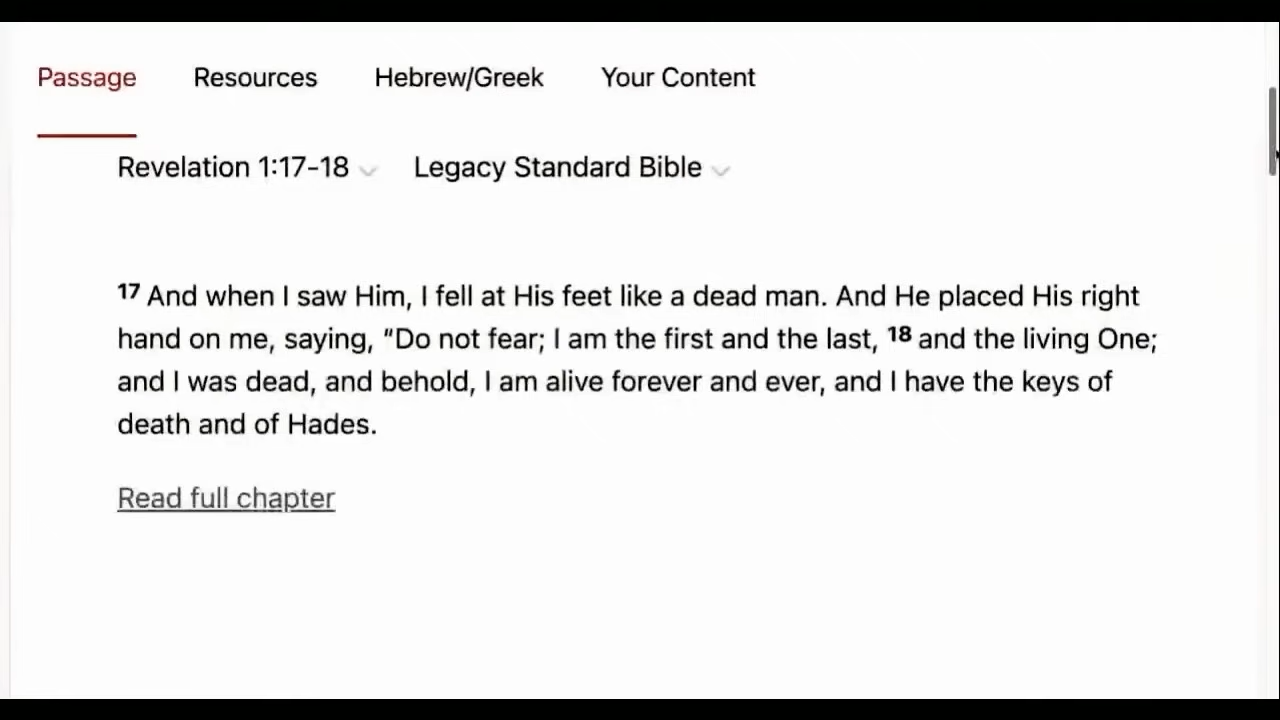 Passage Resources Hebrew/Greek Your Content
Revelation 1:17-18 Legacy Standard Bible
17 And when I saw Him, I fell at His feet like a dead man. And He placed His right
hand on me, saying, “Do not fear; I am the first and the last, 18 and the living One;
and I was dead, and behold, I am alive forever and ever, and I have the keys of
death and of Hades.
Read full chapter